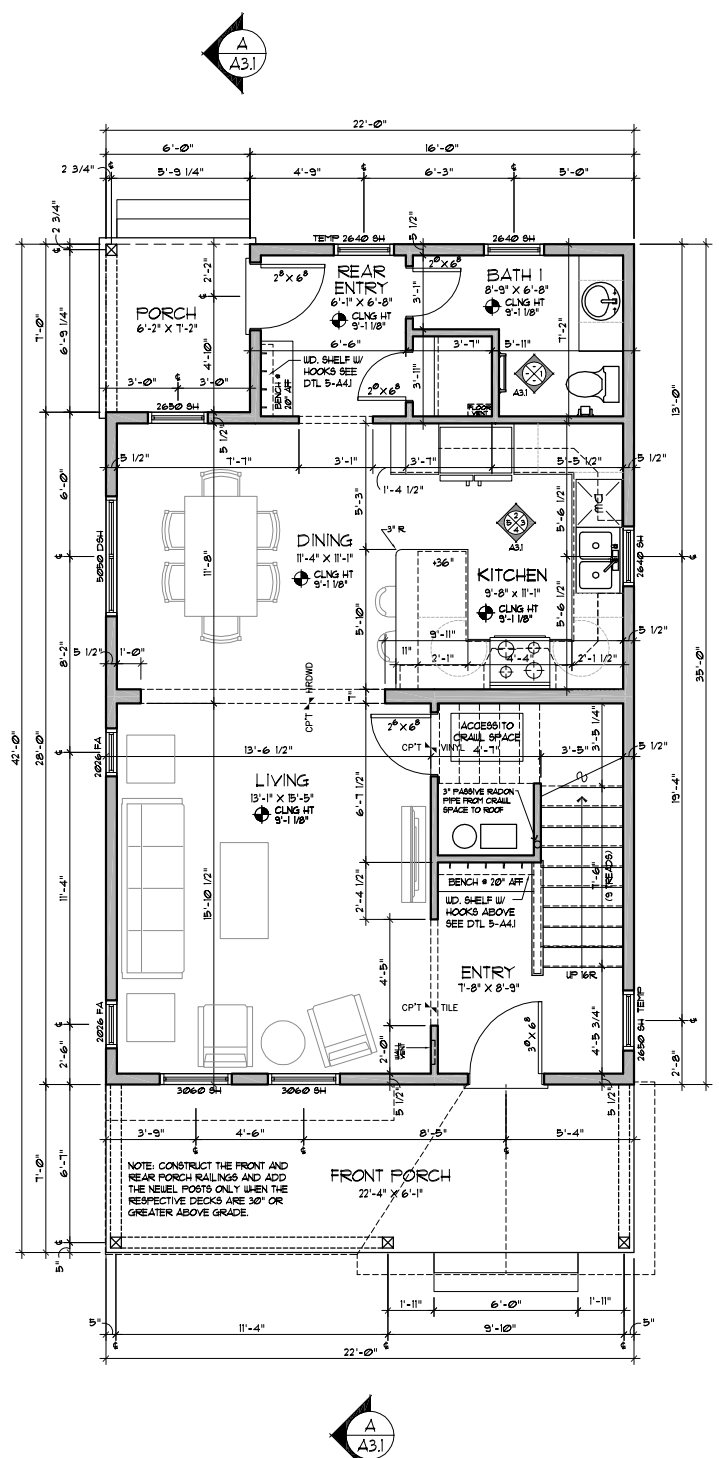 A
A3.1
22'-0"
6'-0"
16'-0"
2 3/4"
5'-9 1/4"
4'-9"
6'-3"
5'-0"
2 3/4"
5 1/2"
TEMP 2640 SH
2640 SH
PORCH
6'-2" X 7'-2"
2'-2"
4'-10"
3'-0"
3'-0"
2650 SH
7'-0"
6'-9 1/4"
2⁸ X 6⁸
REAR
ENTRY
6'-1" X 6'-8"
CLNG HT
9'-1 1/8"
6'-6"
WD. SHELF W/
HOOKS SEE
DTL 5-A4.1
BENCH @
20" AFF
2⁰ X 6⁸
2⁰ X 6⁸
3'-1"
3'-11"
3'-7"
FLOOR
VENT
BATH 1
8'-9" X 6'-8"
CLNG HT
9'-1 1/8"
7'-2"
5'-11"
A3.1
13'-0"
5 1/2"
5 1/2"
7'-7"
3'-1"
3'-7"
5'-5 1/2"
5 1/2"
1'-4 1/2"
6'-0"
5050 DSH
8'-2"
11'-8"
5'-3"
DINING
11'-4" X 11'-1"
CLNG HT
9'-1 1/8"
3" R
+36"
2
5 3
4
A3.1
KITCHEN
9'-8" X 11'-1"
CLNG HT
9'-1 1/8"
5'-6"
5'-6"
D/W
2640 SH
5'-10"
9'-11"
11"
2'-1"
4'-4"
2'-1 1/2"
5 1/2"
5 1/2"
1'-0"
7"
HRDWD
CP'T
42'-0"
28'-0"
35'-0"
19'-4"
2026 FA
13'-6 1/2"
2⁶ X 6⁸
CP'T
VINYL
ACCESS TO
CRAWL SPACE
4'-7"
3'-5"
3'-5 1/4"
5 1/2"
LIVING
13'-1" X 15'-5"
CLNG HT
9'-1 1/8"
6'-7 1/2"
3" PASSIVE RADON
PIPE FROM CRAWL
SPACE TO ROOF
11'-4"
15'-10 1/2"
2'-4 1/2"
BENCH @ 20" AFF
WD. SHELF W/
HOOKS ABOVE
SEE DTL 5-A4.1
7'-6"
(9 TREADS)
4'-5"
ENTRY
7'-8" X 8'-9"
UP 16R
CP'T
TILE
2026 FA
2'-6"
2'-0"
WALL
VENT
3⁰ X 6⁸
4'-5 3/4"
2650 SH TEMP
2'-8"
3060 SH
3060 SH
5 1/2"
5 1/2"
3'-9"
4'-6"
8'-5"
5'-4"
7'-0"
6'-7"
5"
NOTE: CONSTRUCT THE FRONT AND
REAR PORCH RAILINGS AND ADD
THE NEWEL POSTS ONLY WHEN THE
RESPECTIVE DECKS ARE 30" OR
GREATER ABOVE GRADE.
FRONT PORCH
22'-4" X 6'-1"
1'-11"
6'-0"
1'-11"
5"
11'-4"
9'-10"
5"
22'-0"
A
A3.1